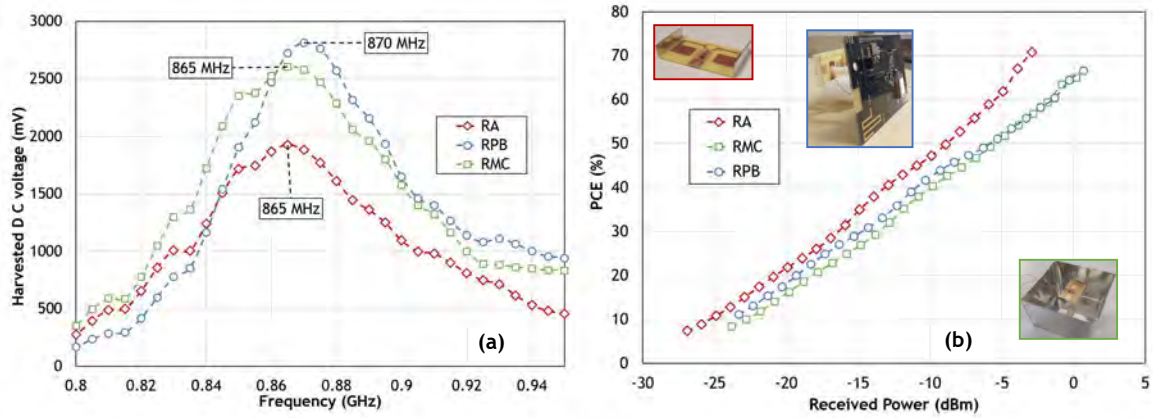 3000
2500
2000
1500
1000
500
0
Harvested D C voltage (mV)
870 MHz
865 MHz
865 MHz
RA
RPB
RMC
(a)
0.8
0.82
0.84
0.86
0.88
0.9
0.92
0.94
Frequency (GHz)
80
70
60
50
40
30
20
10
0
PCE (%)
RA
RMC
RPB
(b)
-30
-25
-20
-15
-10
-5
0
5
Received Power (dBm)